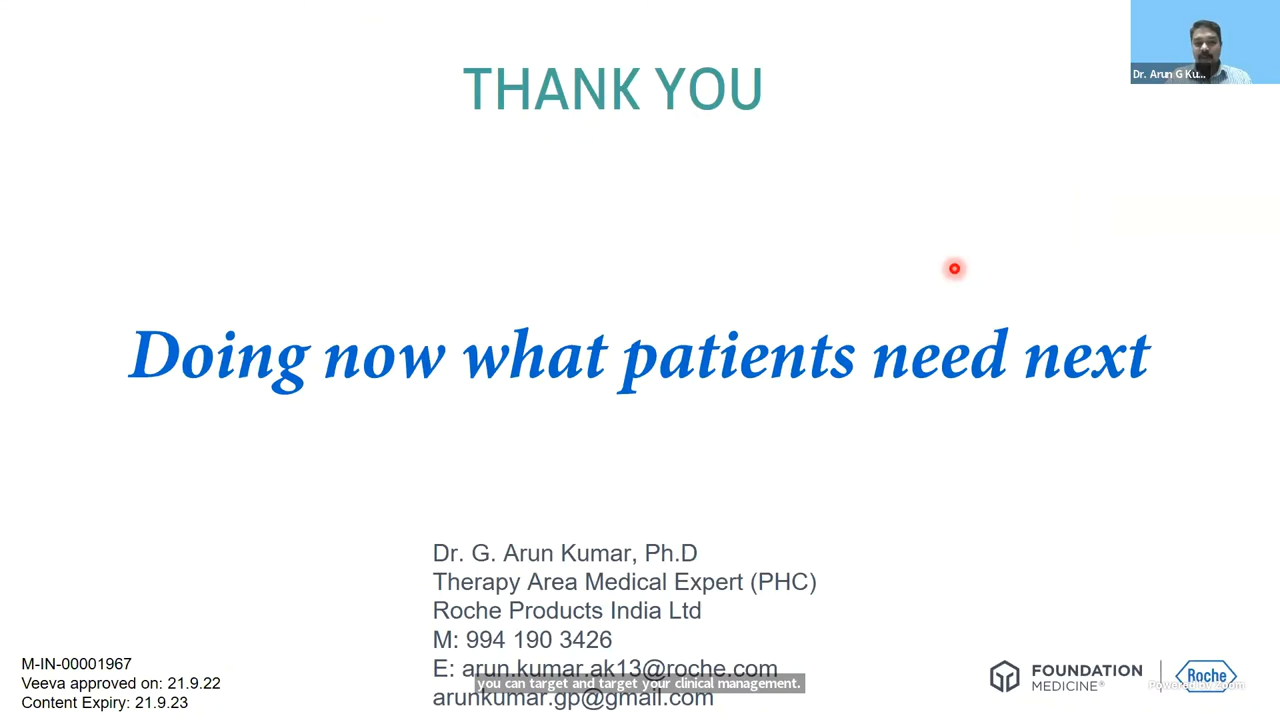 THANK YOU
Dr. Arun G Ku...
Doing now what patients need next
Dr. G. Arun Kumar, Ph.D
Therapy Area Medical Expert (PHC)
Roche Products India Ltd
M: 994 190 3426
E: arun.kumar.ak13@roche.com
you can target and target your clinical management.
arunkumar.gp@gmail.com
M-IN-00001967
Veeva approved on: 21.9.22
Content Expiry: 21.9.23
FOUNDATION
MEDICINE®
Roche
Powered by Zoom